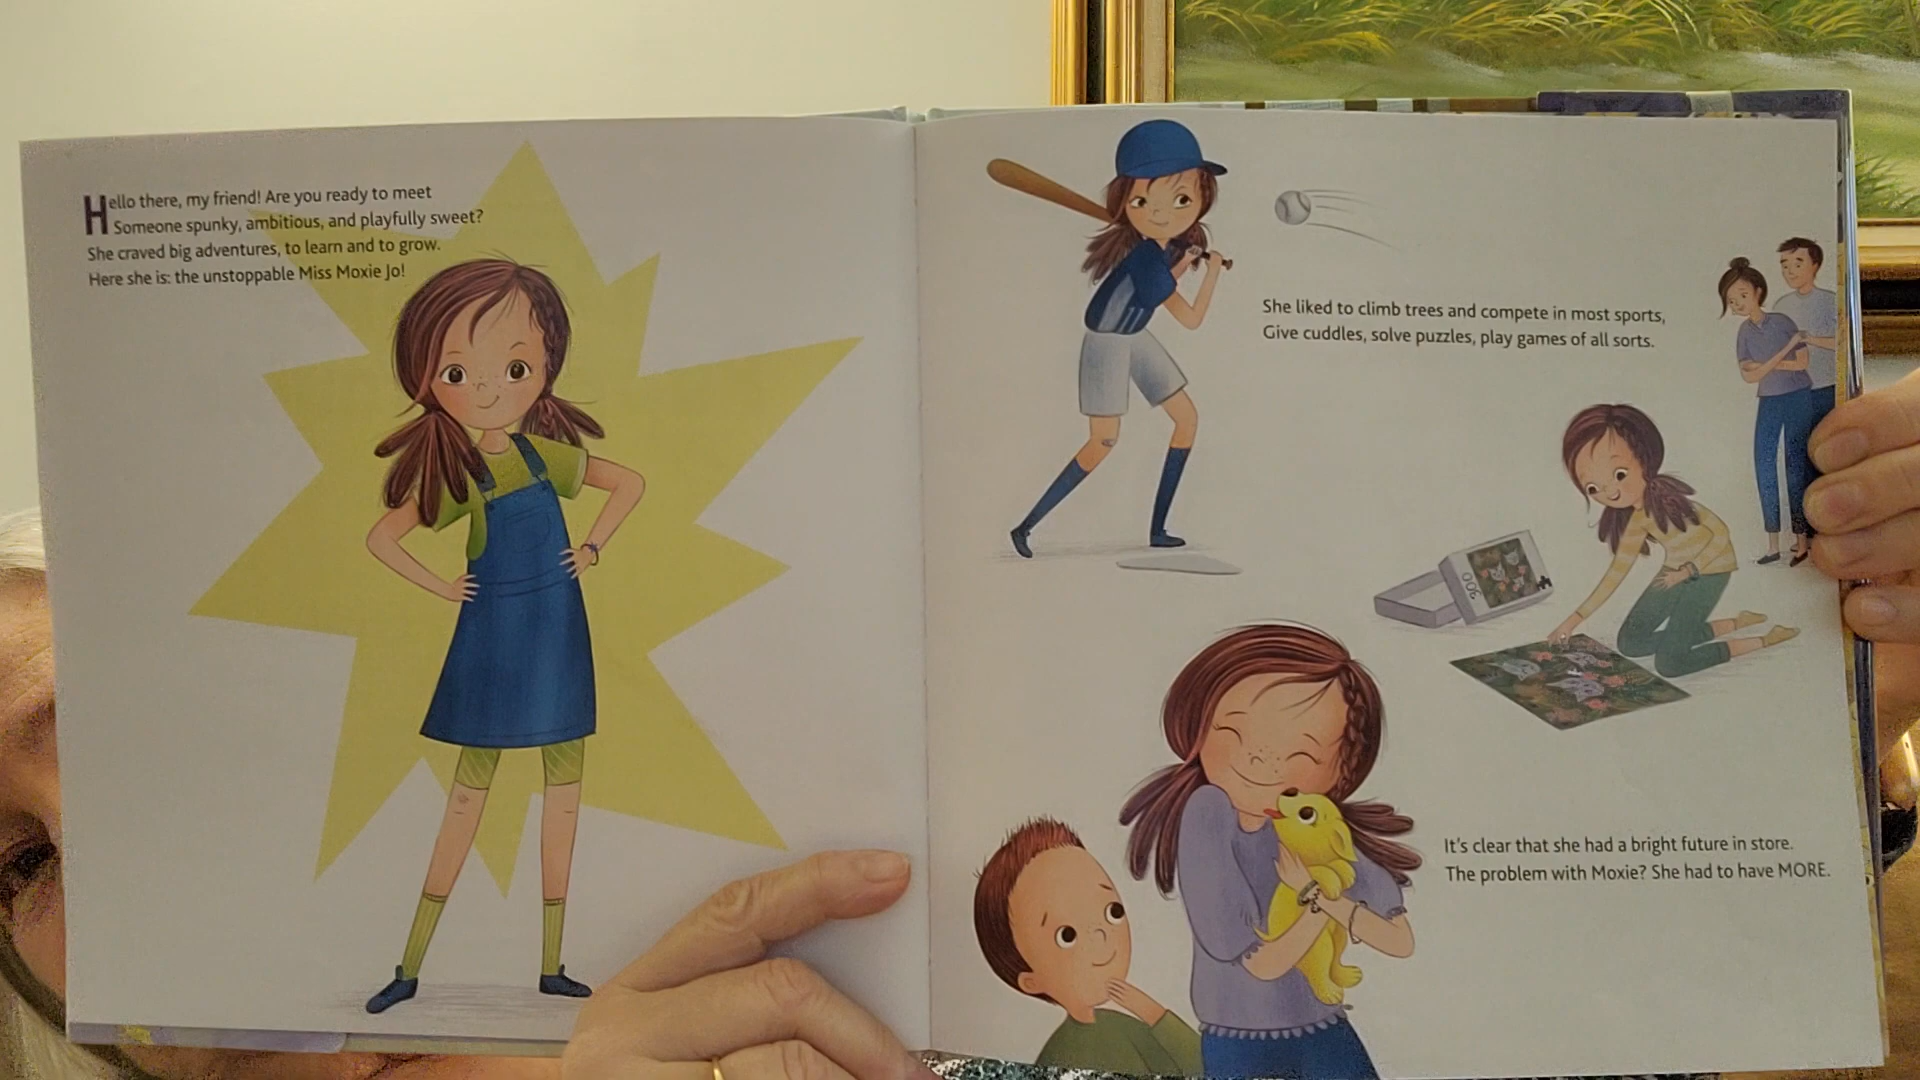 Hello there, my friend! Are you ready to meet
Someone spunky, ambitious, and playfully sweet?
She craved big adventures, to learn and to grow.
Here she is: the unstoppable Miss Moxie Jo!
She liked to climb trees and compete in most sports,
Give cuddles, solve puzzles, play games of all sorts.
300
It's clear that she had a bright future in store.
The problem with Moxie? She had to have MORE.